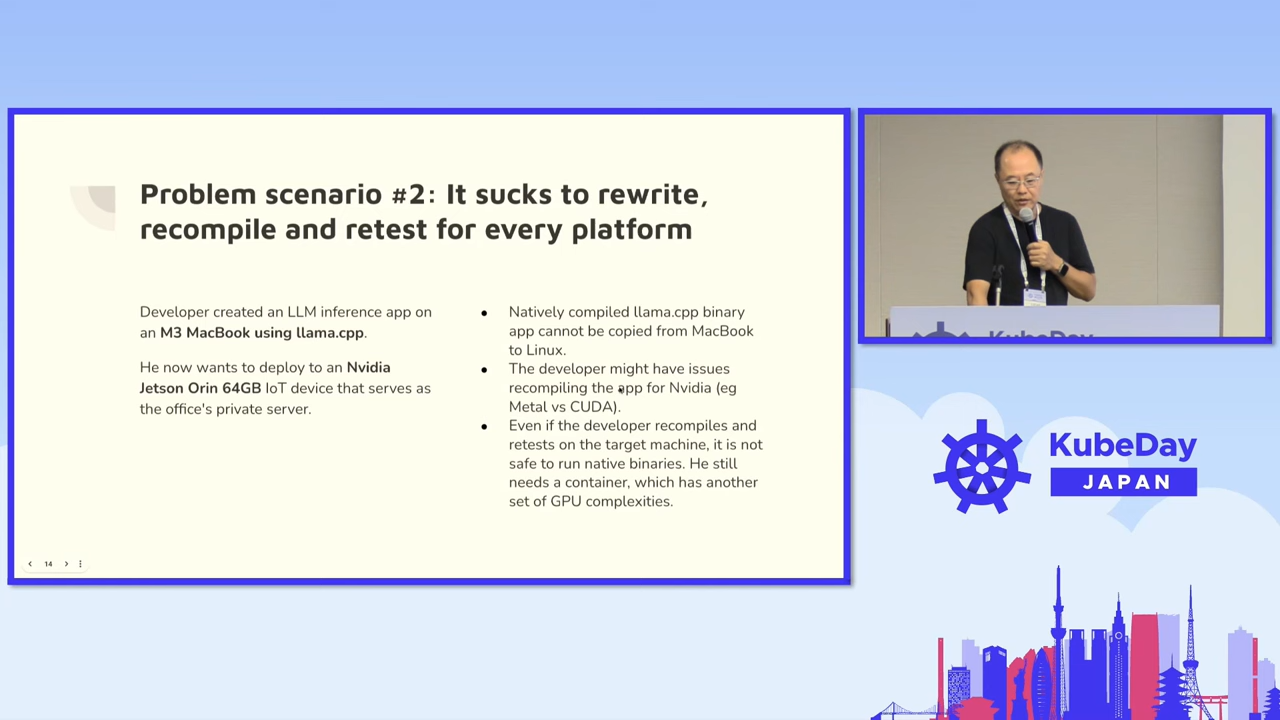 Problem scenario #2: It sucks to rewrite,
recompile and retest for every platform
Developer created an LLM inference app on
an M3 MacBook using llama.cpp.
He now wants to deploy to an Nvidia
Jetson Orin 64GB IoT device that serves as
the office's private server.
● Natively compiled llama.cpp binary
app cannot be copied from MacBook
to Linux.
● The developer might have issues
recompiling the app for Nvidia (eg
Metal vs CUDA).
● Even if the developer recompiles and
retests on the target machine, it is not
safe to run native binaries. He still
needs a container, which has another
set of GPU complexities.
14
KubeDay
KubeDay
JAPAN